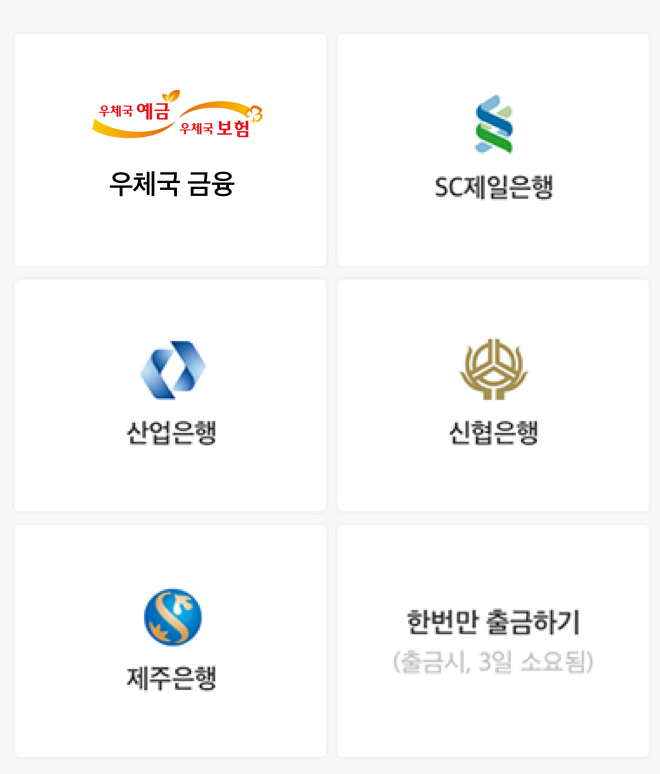 우체국 예금
우체국 보험
우체국 금융
SC제일은행
산업은행
신협은행
제주은행
한번만 출금하기
(출금시, 3일 소요됨)